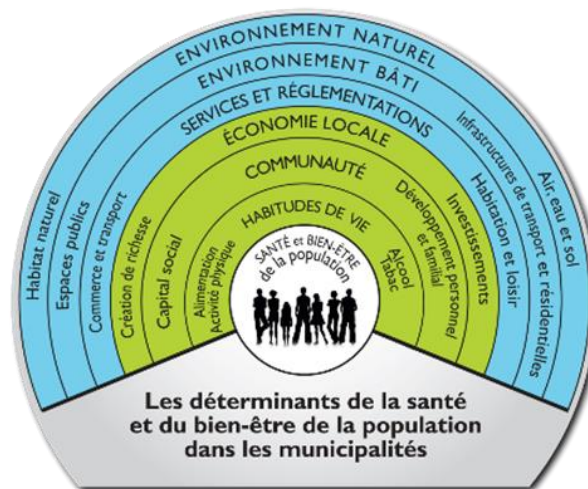 ENVIRONNEMENT NATUREL
Habitat naturel
Air, eau et sol
ENVIRONNEMENT BÂTI
Espaces publics
Infrastructures de transport et résidentielles
SERVICES ET RÉGLEMENTATIONS
Commerce et transport
Habitation et loisir
ÉCONOMIE LOCALE
Création de richesse
Investissements
COMMUNAUTÉ
Capital social
Développement personnel
et familial
HABITUDES DE VIE
Alimentation
Activité physique
Alcool
Tabac
SANTÉ et BIEN-ÊTRE
de la population
Les déterminants de la santé
et du bien-être de la population
dans les municipalités